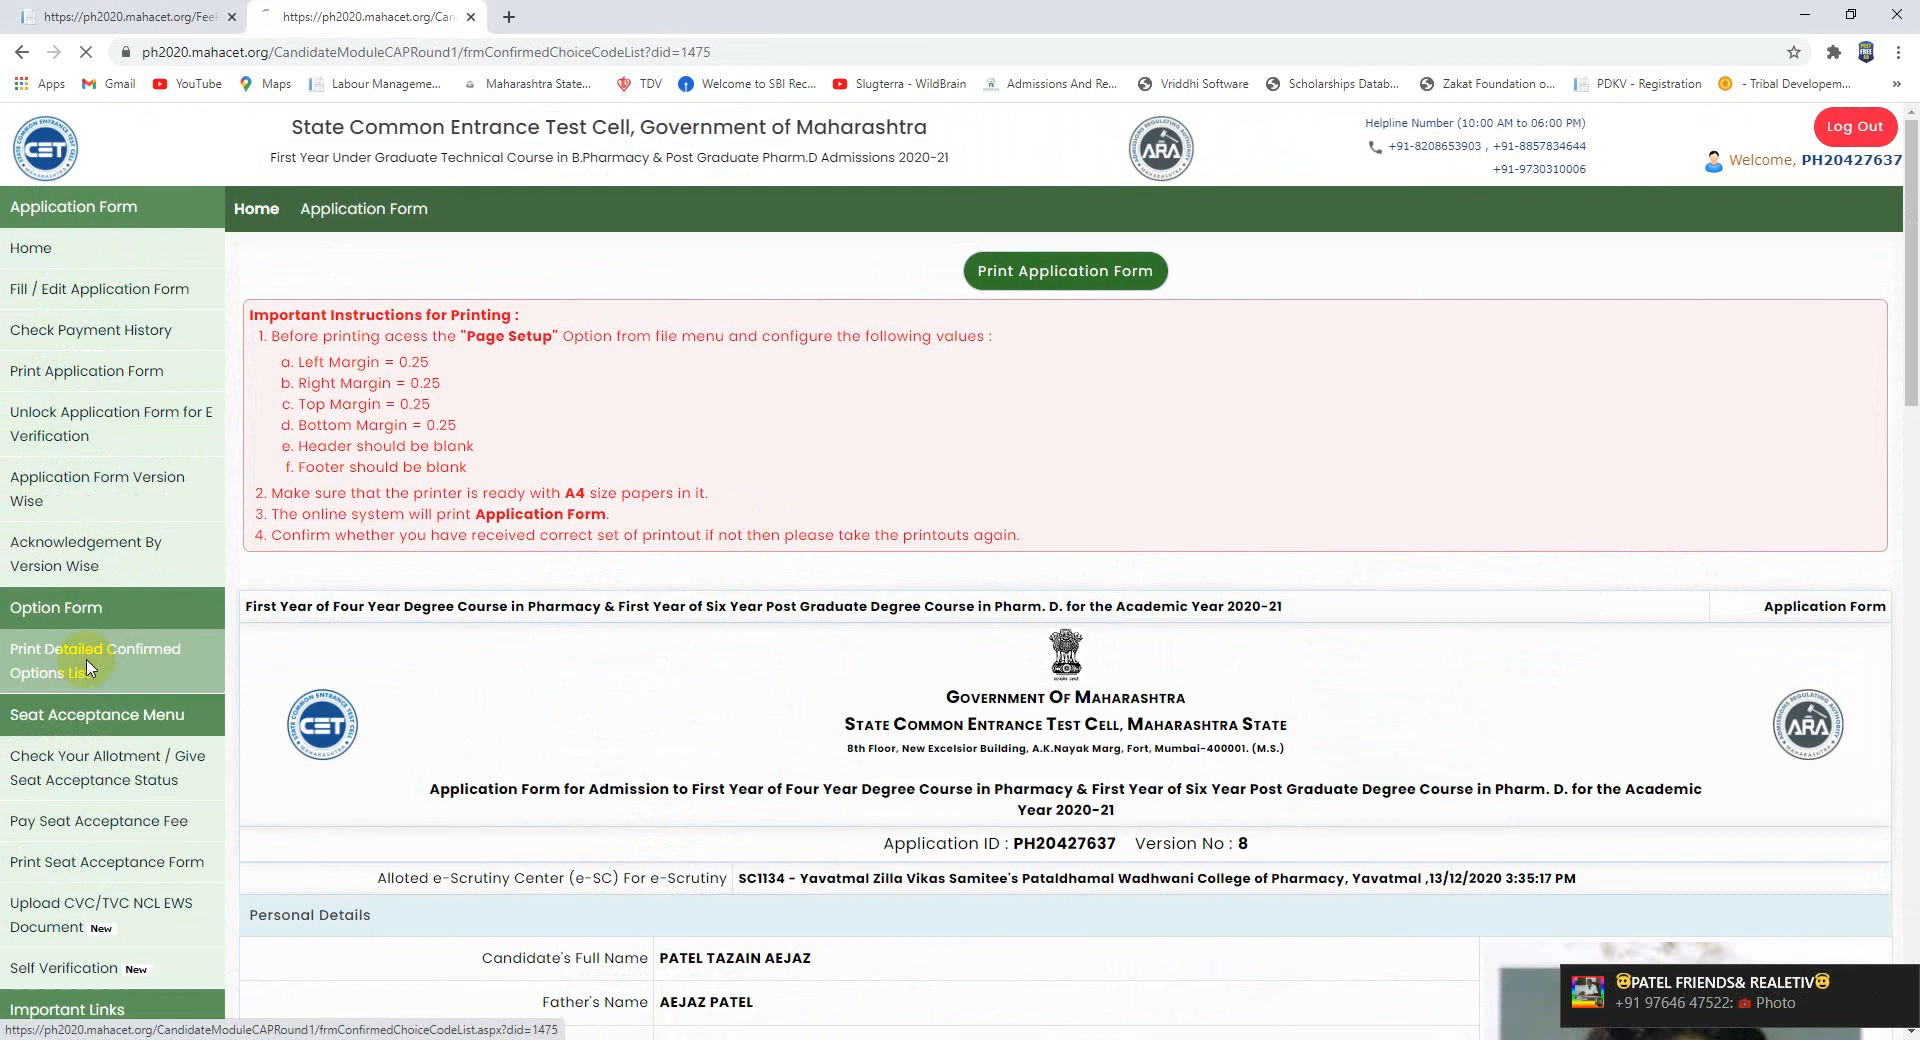 https://ph2020.mahacet.org/Fee
https://ph2020.mahacet.org/Can
ph2020.mahacet.org/CandidateModuleCAPRound1/frmConfirmedChoiceCodeList?did=1475
Apps Gmail YouTube Maps Labour Manageme... Maharashtra State... TDV Welcome to SBI Rec... Slugterra - WildBrain Admissions And Re... Vriddhi Software Scholarships Datab... Zakat Foundation o... PDKV - Registration - Tribal Developem... »
CET
State Common Entrance Test Cell, Government of Maharashtra
First Year Under Graduate Technical Course in B.Pharmacy & Post Graduate Pharm.D Admissions 2020-21
ARA
Helpline Number (10:00 AM to 06:00 PM)
+91-8208653903 , +91-8857834644
+91-9730310006
Log Out
Welcome, PH20427637
Home Application Form
Application Form
Home
Fill / Edit Application Form
Check Payment History
Print Application Form
Unlock Application Form for E
Verification
Application Form Version
Wise
Acknowledgement By
Version Wise
Option Form
Print Detailed Confirmed
Options List
Seat Acceptance Menu
Check Your Allotment / Give
Seat Acceptance Status
Pay Seat Acceptance Fee
Print Seat Acceptance Form
Upload CVC/TVC NCL EWS
Document New
Self Verification New
Important Links
https://ph2020.mahacet.org/CandidateModuleCAPRound1/frmConfirmedChoiceCodeList.aspx?did=1475
Print Application Form
Important Instructions for Printing :
1. Before printing acess the "Page Setup" Option from file menu and configure the following values :
a. Left Margin = 0.25
b. Right Margin = 0.25
c. Top Margin = 0.25
d. Bottom Margin = 0.25
e. Header should be blank
f. Footer should be blank
2. Make sure that the printer is ready with A4 size papers in it.
3. The online system will print Application Form.
4. Confirm whether you have received correct set of printout if not then please take the printouts again.
First Year of Four Year Degree Course in Pharmacy & First Year of Six Year Post Graduate Degree Course in Pharm. D. for the Academic Year 2020-21
Application Form
CET
Government Of Maharashtra
State Common Entrance Test Cell, Maharashtra State
8th Floor, New Excelsior Building, A.K.Nayak Marg, Fort, Mumbai-400001. (M.S.)
ARA
Application Form for Admission to First Year of Four Year Degree Course in Pharmacy & First Year of Six Year Post Graduate Degree Course in Pharm. D. for the Academic
Year 2020-21
Application ID : PH20427637 Version No : 8
Alloted e-Scrutiny Center (e-SC) For e-Scrutiny SC1134 - Yavatmal Zilla Vikas Samitee's Pataldhamal Wadhwani College of Pharmacy, Yavatmal ,13/12/2020 3:35:17 PM
Personal Details
Candidate's Full Name PATEL TAZAIN AEJAZ
Father's Name AEJAZ PATEL
😇PATEL FRIENDS& REALETIV😇
+91 97646 47522: 📷 Photo